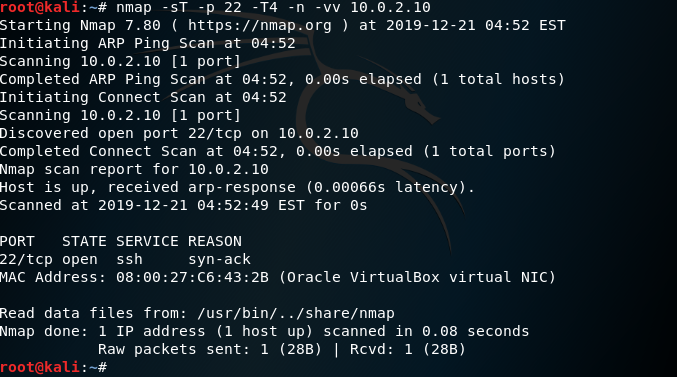 root@kali:~# nmap -sT -p 22 -T4 -n -vv 10.0.2.10
Starting Nmap 7.80 ( https://nmap.org ) at 2019-12-21 04:52 EST
Initiating ARP Ping Scan at 04:52
Scanning 10.0.2.10 [1 port]
Completed ARP Ping Scan at 04:52, 0.00s elapsed (1 total hosts)
Initiating Connect Scan at 04:52
Scanning 10.0.2.10 [1 port]
Discovered open port 22/tcp on 10.0.2.10
Completed Connect Scan at 04:52, 0.00s elapsed (1 total ports)
Nmap scan report for 10.0.2.10
Host is up, received arp-response (0.00066s latency).
Scanned at 2019-12-21 04:52:49 EST for 0s

PORT   STATE SERVICE REASON
22/tcp open  ssh     syn-ack
MAC Address: 08:00:27:C6:43:2B (Oracle VirtualBox virtual NIC)

Read data files from: /usr/bin/../share/nmap
Nmap done: 1 IP address (1 host up) scanned in 0.08 seconds
           Raw packets sent: 1 (28B) | Rcvd: 1 (28B)
root@kali:~#